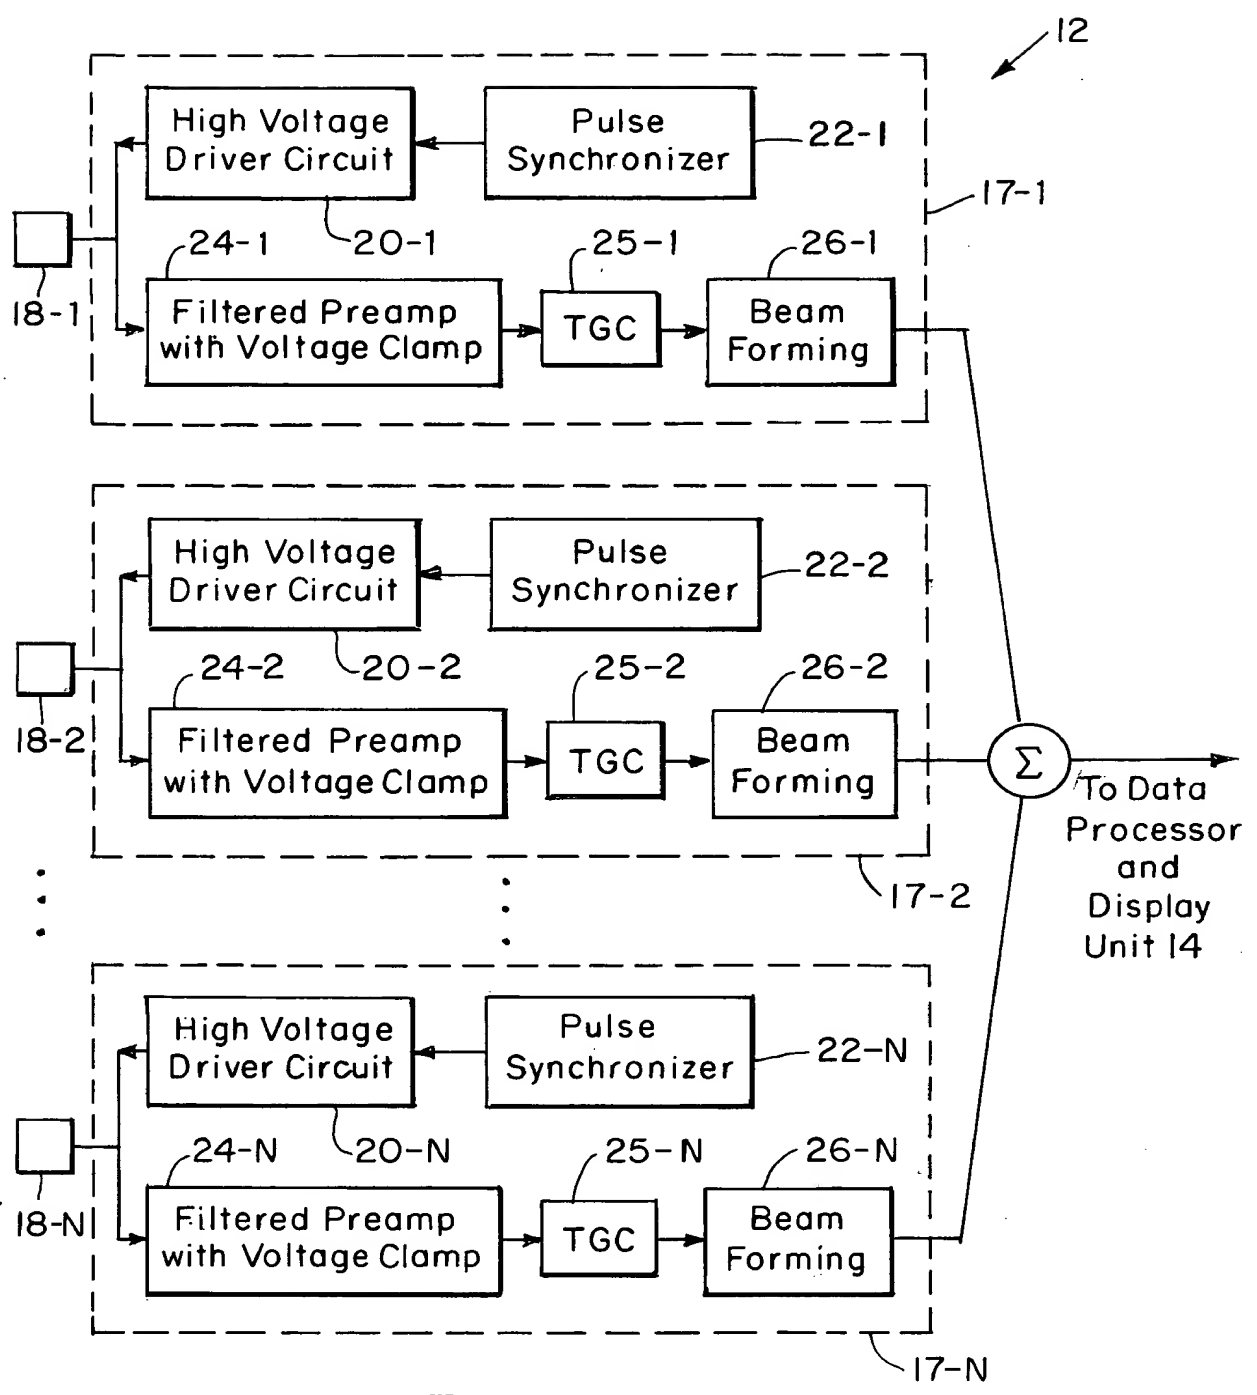 12
High Voltage
Driver Circuit
Pulse
Synchronizer
22-1
17-1
20-1
18-1
24-1
25-1
26-1
Filtered Preamp
with Voltage Clamp
TGC
Beam
Forming
High Voltage
Driver Circuit
Pulse
Synchronizer
22-2
20-2
18-2
24-2
25-2
26-2
Filtered Preamp
with Voltage Clamp
TGC
Beam
Forming
Σ
To Data
Processor
and
Display
Unit 14
17-2
High Voltage
Driver Circuit
Pulse
Synchronizer
22-N
20-N
18-N
24-N
25-N
26-N
Filtered Preamp
with Voltage Clamp
TGC
Beam
Forming
17-N